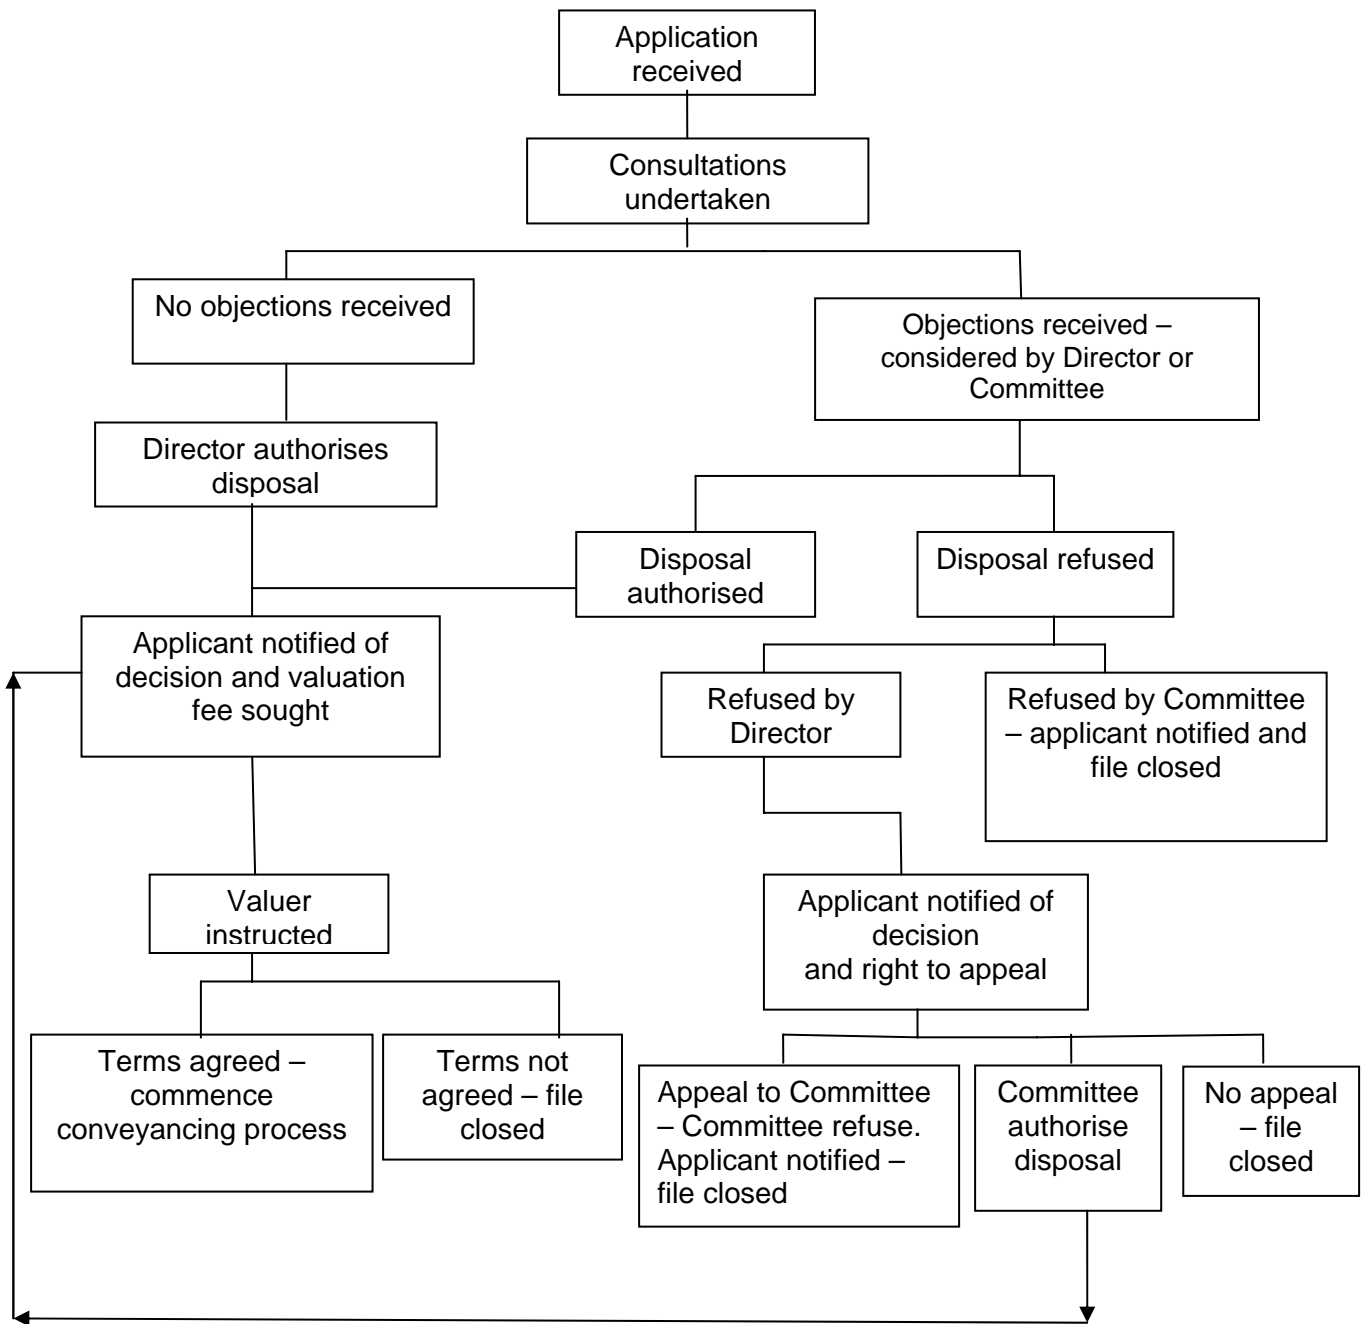 Application
received
Consultations
undertaken
No objections received
Objections received –
considered by Director or
Committee
Director authorises
disposal
Disposal
authorised
Disposal refused
Applicant notified of
decision and valuation
fee sought
Refused by
Director
Refused by Committee
– applicant notified and
file closed
Valuer
instructed
Applicant notified of
decision
and right to appeal
Terms agreed –
commence
conveyancing process
Terms not
agreed – file
closed
Appeal to Committee
– Committee refuse.
Applicant notified –
file closed
Committee
authorise
disposal
No appeal
– file
closed